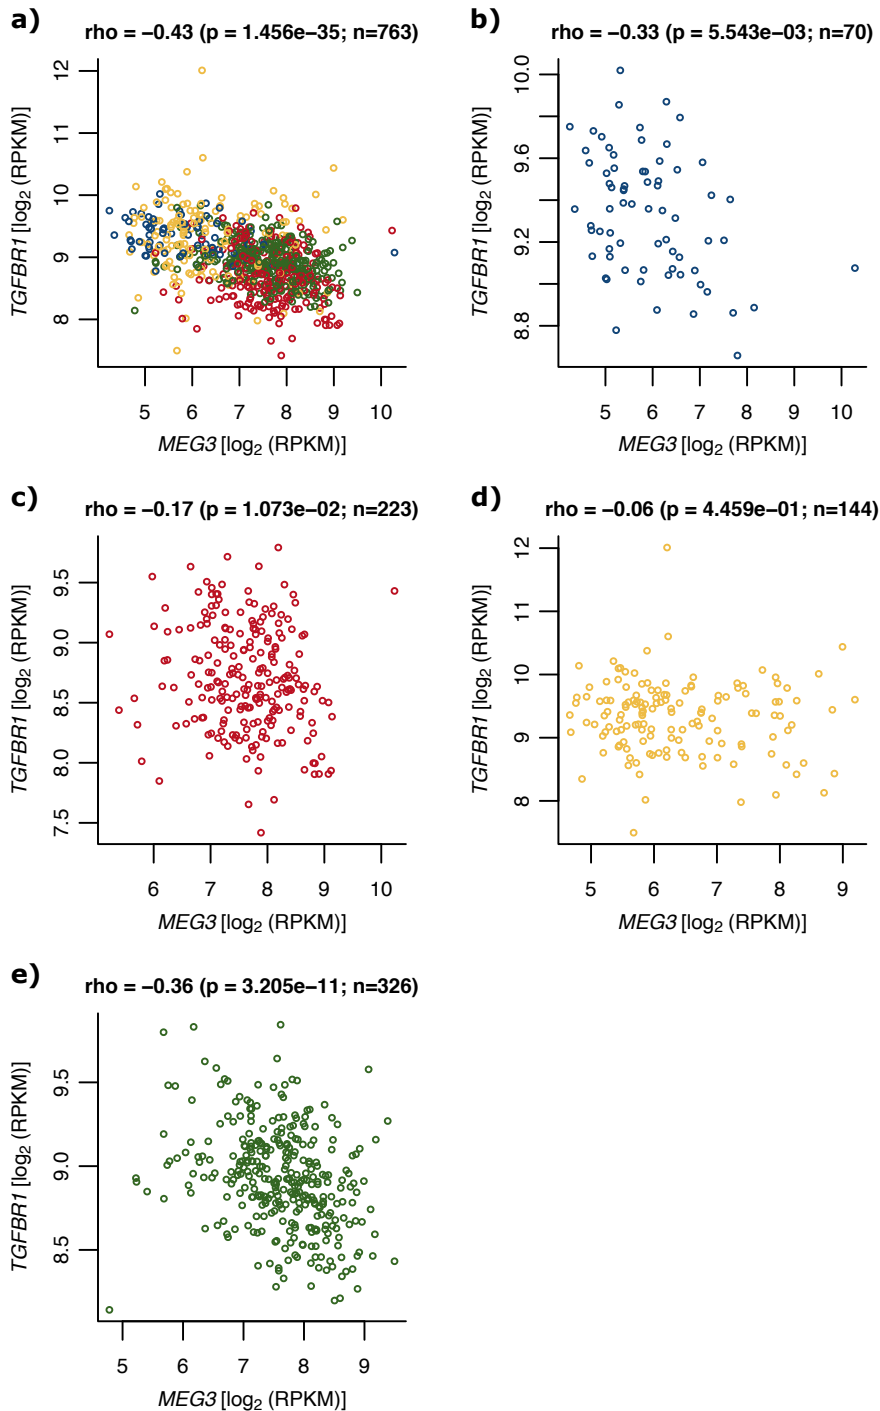 a)
rho = −0.43 (p = 1.456e−35; n=763)
12
11
10
9
8
TGFBR1 [log2 (RPKM)]
5 6 7 8 9 10
MEG3 [log2 (RPKM)]
b)
rho = −0.33 (p = 5.543e−03; n=70)
10.0
9.6
9.2
8.8
TGFBR1 [log2 (RPKM)]
5 6 7 8 9 10
MEG3 [log2 (RPKM)]
c)
rho = −0.17 (p = 1.073e−02; n=223)
9.5
9.0
8.5
8.0
7.5
TGFBR1 [log2 (RPKM)]
6 7 8 9 10
MEG3 [log2 (RPKM)]
d)
rho = −0.06 (p = 4.459e−01; n=144)
12
11
10
9
8
TGFBR1 [log2 (RPKM)]
5 6 7 8 9
MEG3 [log2 (RPKM)]
e)
rho = −0.36 (p = 3.205e−11; n=326)
9.5
9.0
8.5
TGFBR1 [log2 (RPKM)]
5 6 7 8 9
MEG3 [log2 (RPKM)]